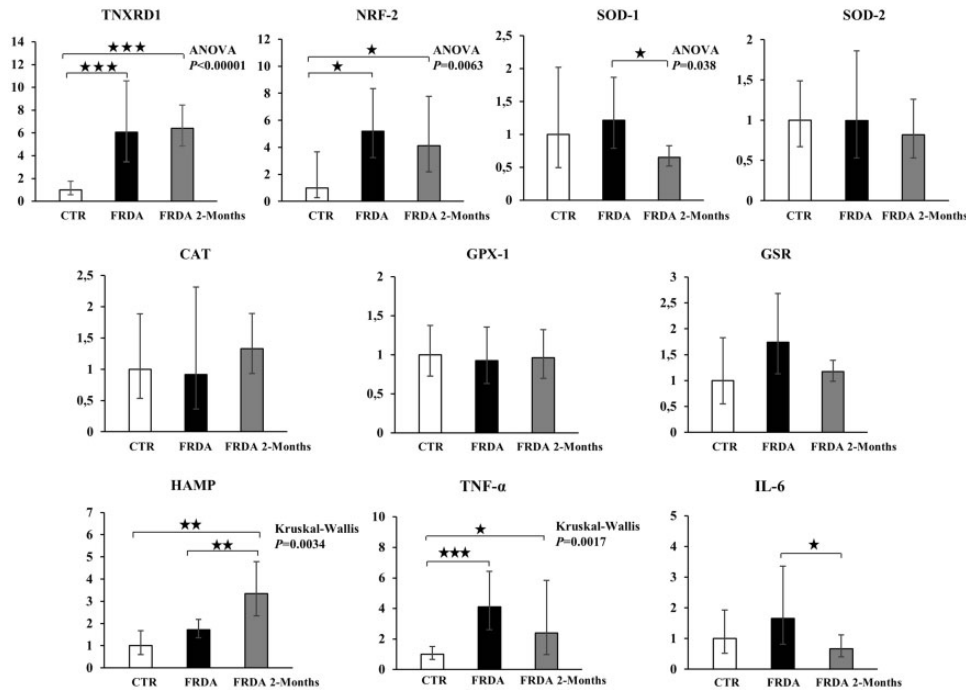 TNXRD1
14
12
10
8
6
4
2
0
★★★
★★★
ANOVA
P<0.00001
CTR FRDA FRDA 2-Months
NRF-2
12
10
8
6
4
2
0
★
★
ANOVA
P=0.0063
CTR FRDA FRDA 2-Months
SOD-1
2,5
2
1,5
1
0,5
0
★
ANOVA
P=0.038
CTR FRDA FRDA 2-Months
SOD-2
2
1,5
1
0,5
0
CTR FRDA FRDA 2-Months
CAT
2,5
2
1,5
1
0,5
0
CTR FRDA FRDA 2-Months
GPX-1
2
1,5
1
0,5
0
CTR FRDA FRDA 2-Months
GSR
3
2,5
2
1,5
1
0,5
0
CTR FRDA FRDA 2-Months
HAMP
7
6
5
4
3
2
1
0
★★
★★
Kruskal-Wallis
P=0.0034
CTR FRDA FRDA 2-Months
TNF-α
10
8
6
4
2
0
★
★★★
Kruskal-Wallis
P=0.0017
CTR FRDA FRDA 2-Months
IL-6
5
4
3
2
1
0
★
CTR FRDA FRDA 2-Months